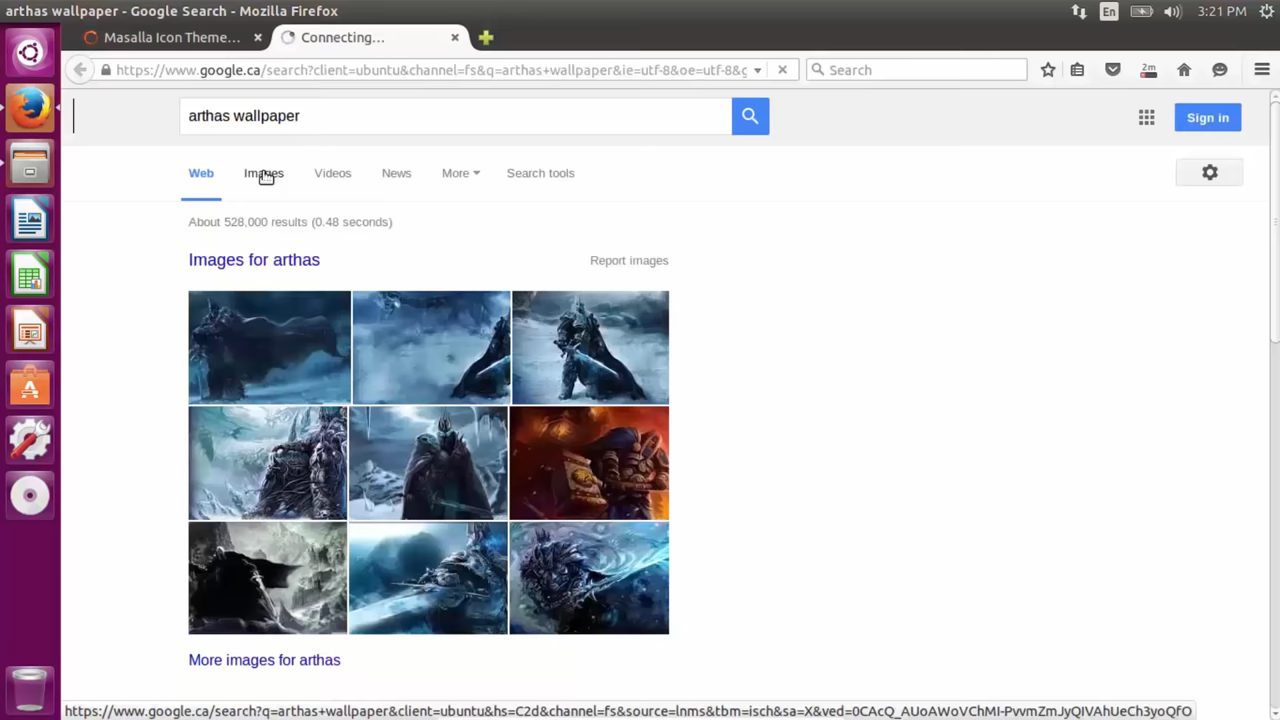 arthas wallpaper - Google Search - Mozilla Firefox
En
3:21 PM
Masalla Icon Theme...
Connecting...
https://www.google.ca/search?client=ubuntu&channel=fs&q=arthas+wallpaper&ie=utf-8&oe=utf-8&g
Search
2m
arthas wallpaper
Sign in
Web
Images
Videos
News
More
Search tools
About 528,000 results (0.48 seconds)
Images for arthas
Report images
More images for arthas
https://www.google.ca/search?q=arthas+wallpaper&client=ubuntu&hs=C2d&channel=fs&source=lnms&tbm=isch&sa=X&ved=0CAcQ_AUoAWoVChMI-PvvmZmJyQIVAhUeCh3yoQfO